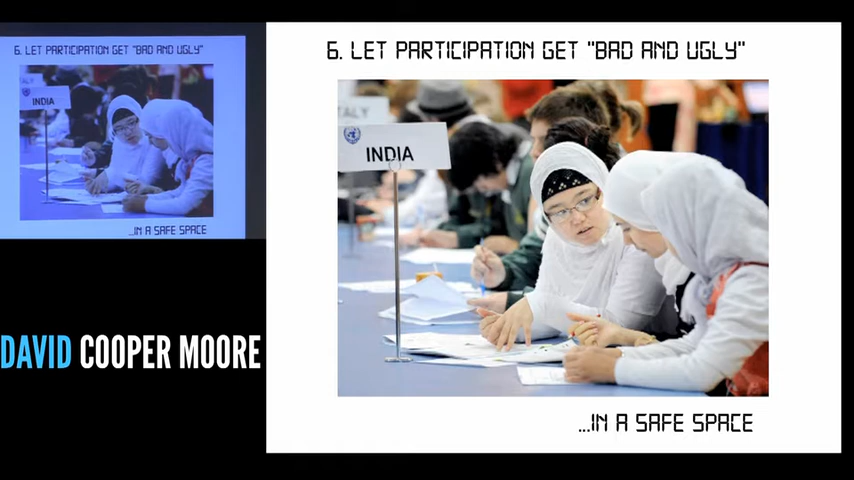 6. LET PARTICIPATION GET "BAD AND UGLY"
INDIA
...IN A SAFE SPACE
DAVID COOPER MOORE
6. LET PARTICIPATION GET "BAD AND UGLY"
ITALY
INDIA
...IN A SAFE SPACE